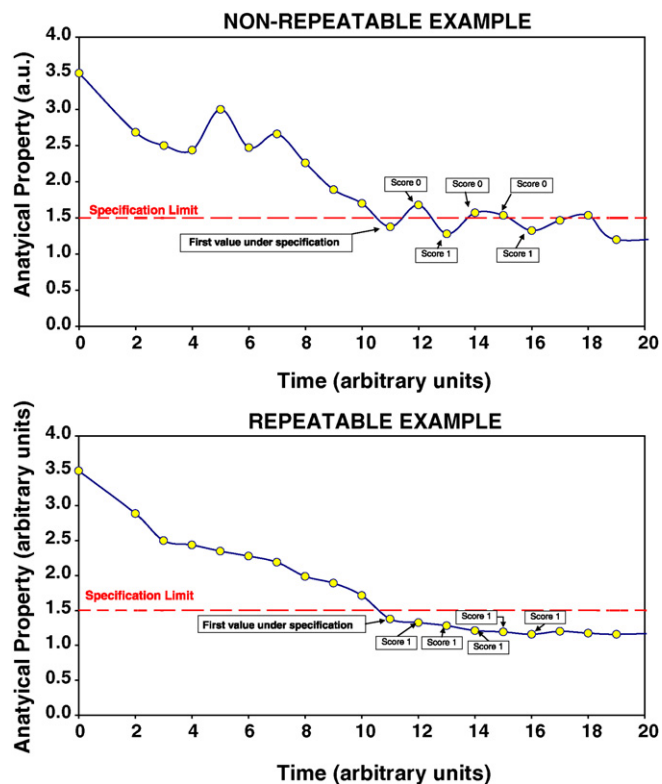 NON-REPEATABLE EXAMPLE
Anatyical Property (a.u.)
4.0
3.5
3.0
2.5
2.0
1.5
1.0
0.5
0.0
Specification Limit
First value under specification
Score 0
Score 1
Score 0
Score 0
Score 1
0 2 4 6 8 10 12 14 16 18 20
Time (arbitrary units)
REPEATABLE EXAMPLE
Anatyical Property (arbitrary units)
4.0
3.5
3.0
2.5
2.0
1.5
1.0
0.5
0.0
Specification Limit
First value under specification
Score 1
Score 1
Score 1
Score 1
Score 1
0 2 4 6 8 10 12 14 16 18 20
Time (arbitrary units)